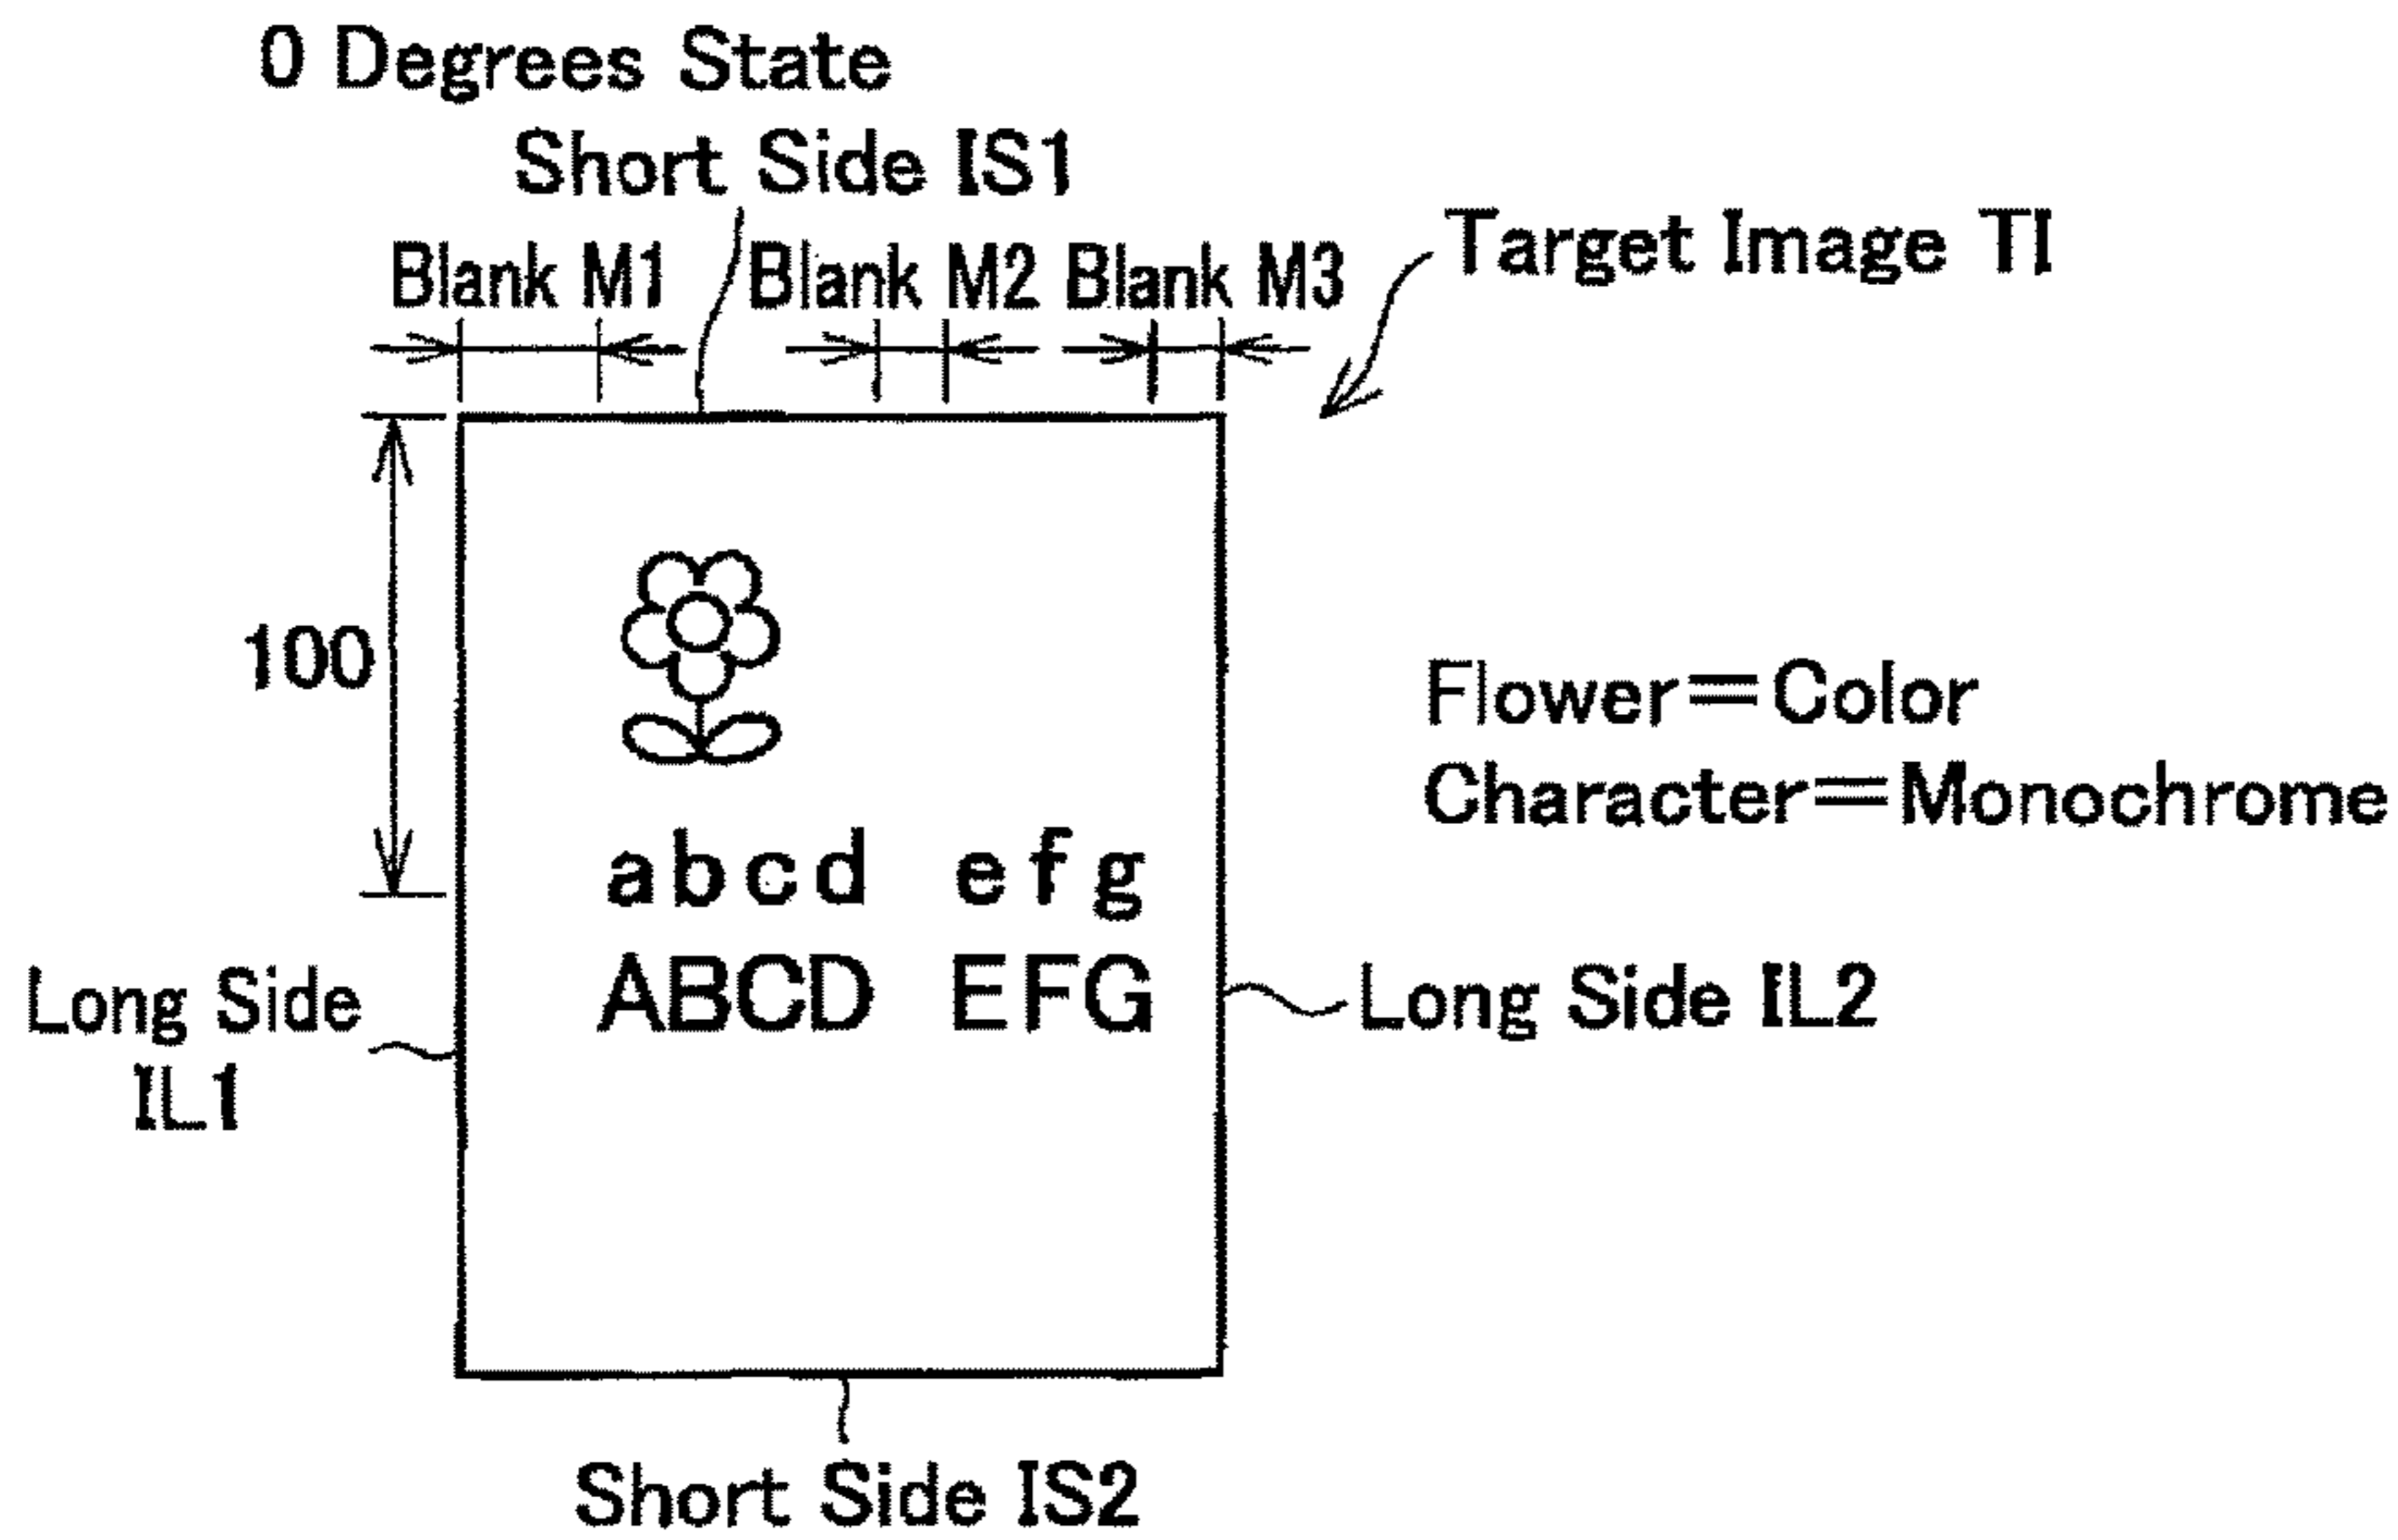 0 Degrees State
Short Side IS1
Target Image TI
Blank M1 Blank M2 Blank M3
100
Flower=Color
Character=Monochrome
abcd efg
ABCD EFG
Long Side
IL1
Long Side IL2
Short Side IS2